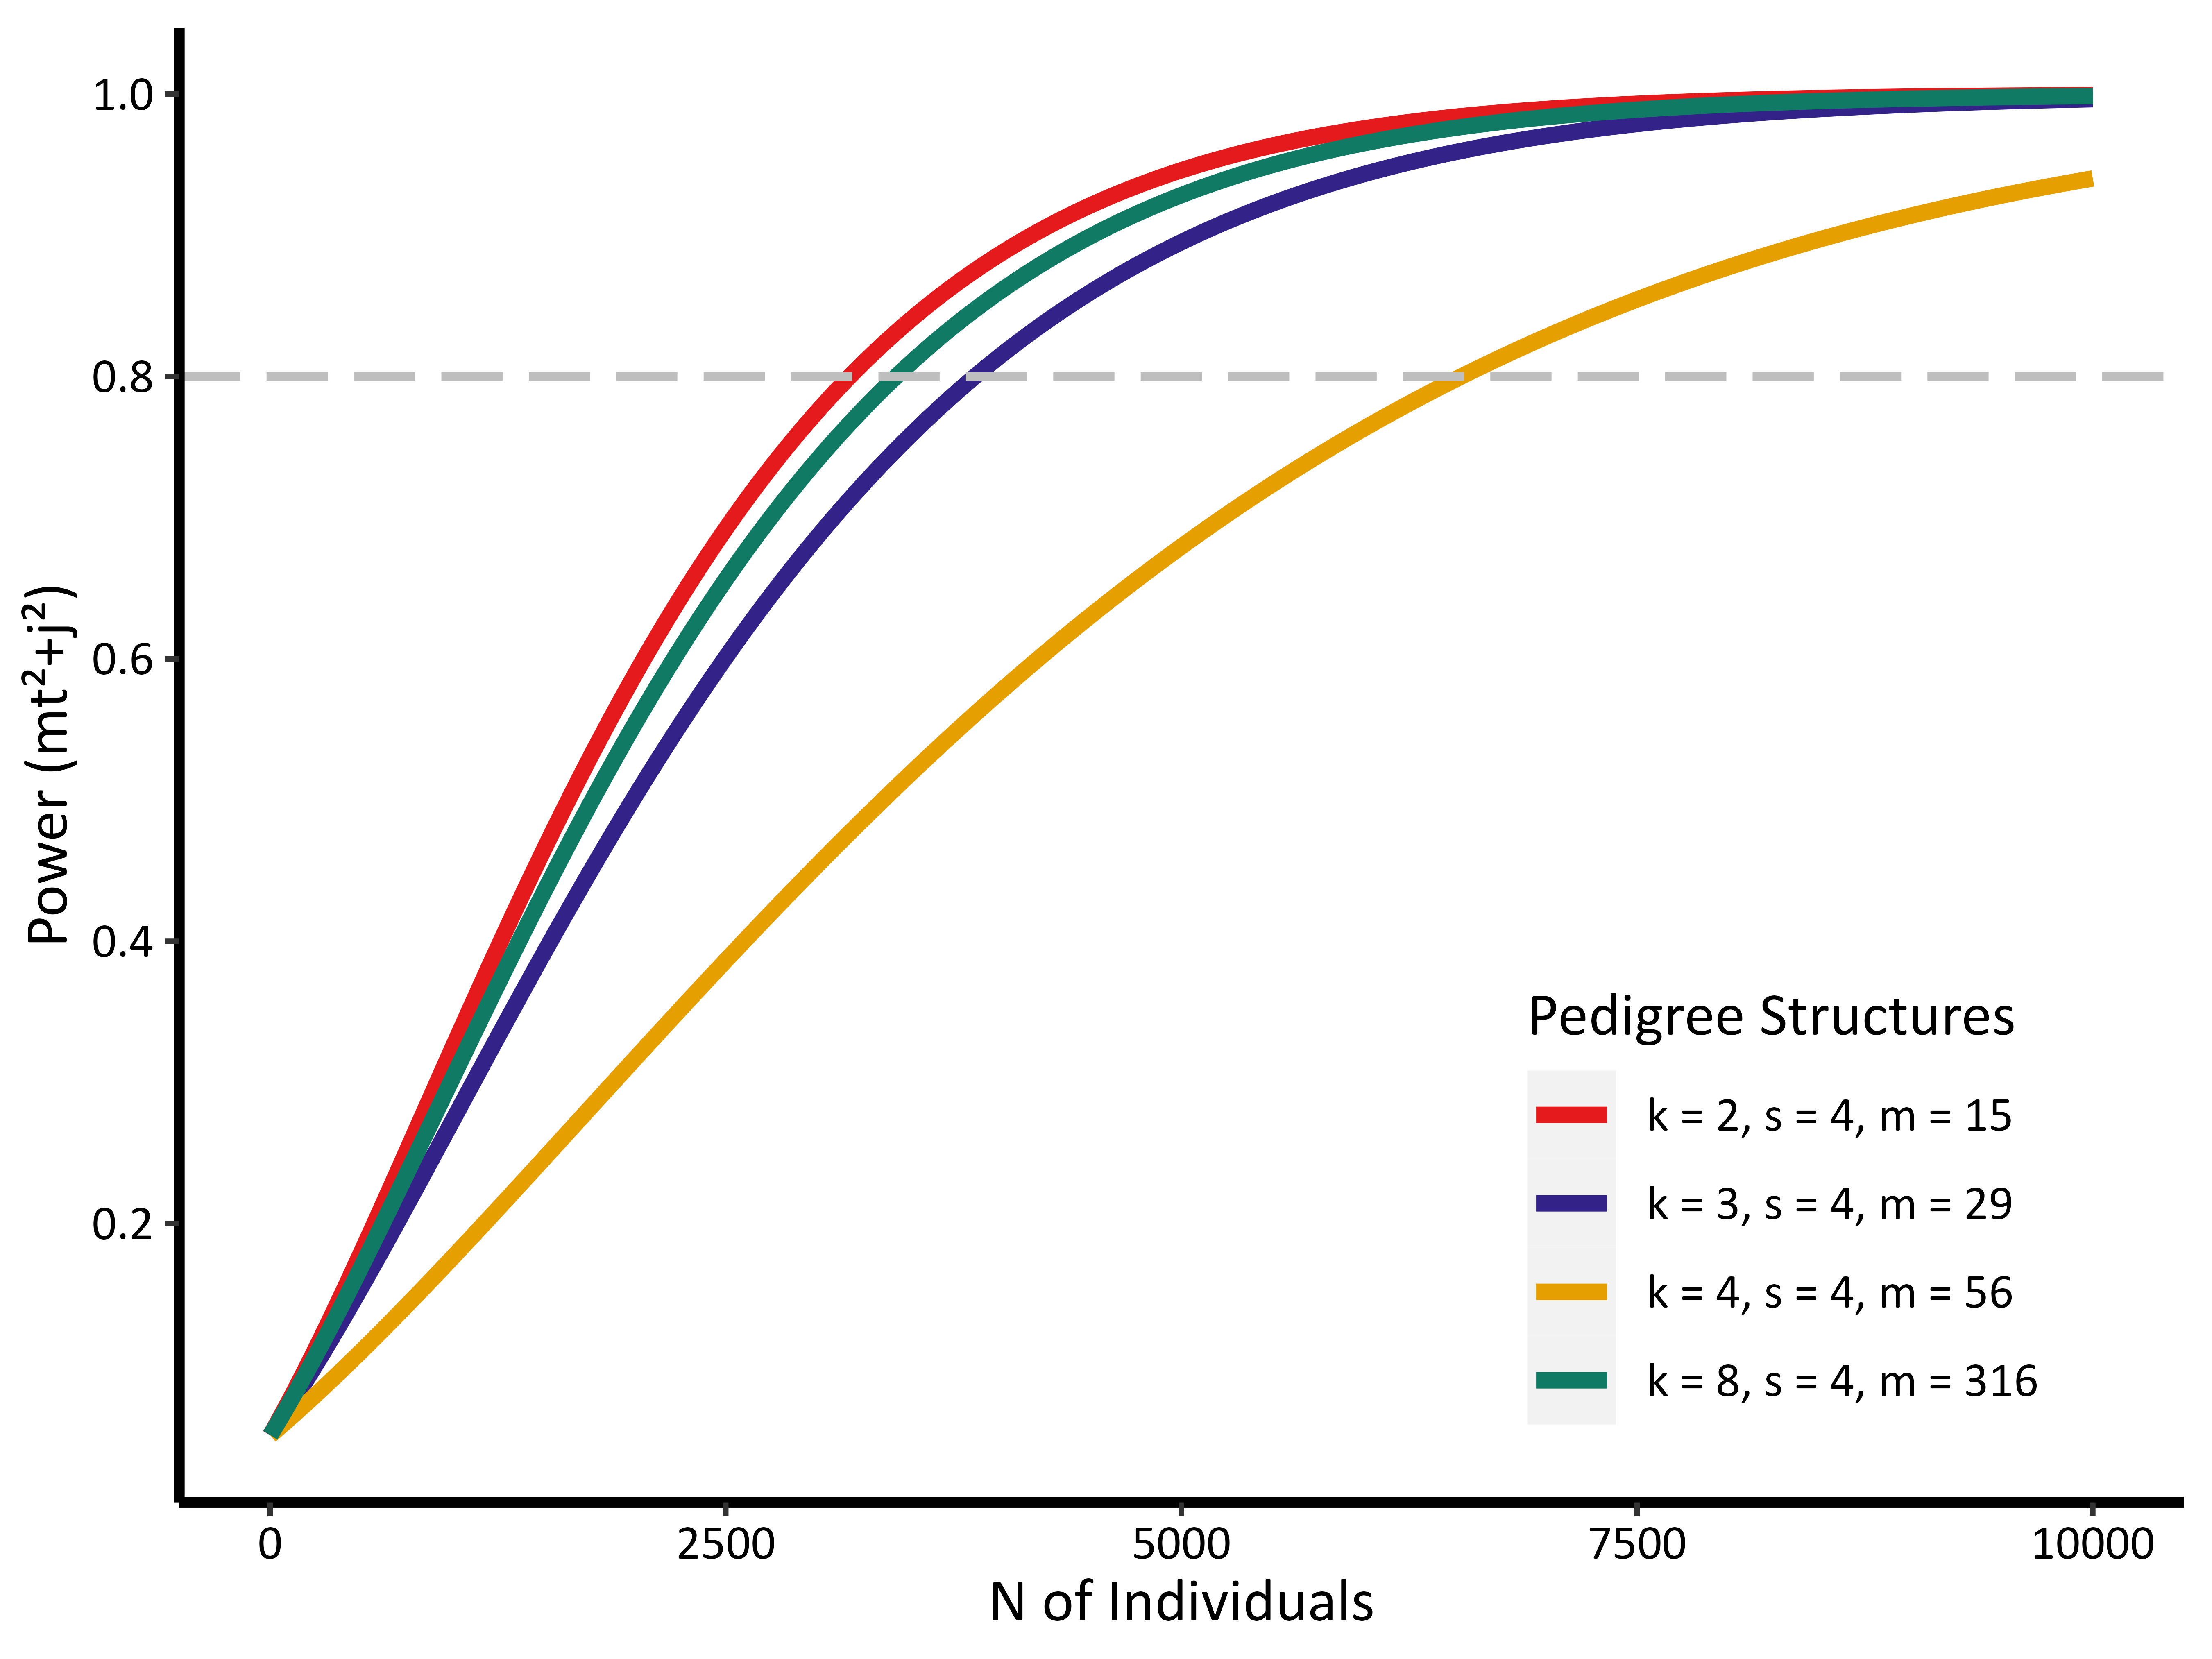 1.0
0.8
0.6
0.4
0.2
Power (mt²+j²)
Pedigree Structures
k = 2, s = 4, m = 15
k = 3, s = 4, m = 29
k = 4, s = 4, m = 56
k = 8, s = 4, m = 316
0 2500 5000 7500 10000
N of Individuals